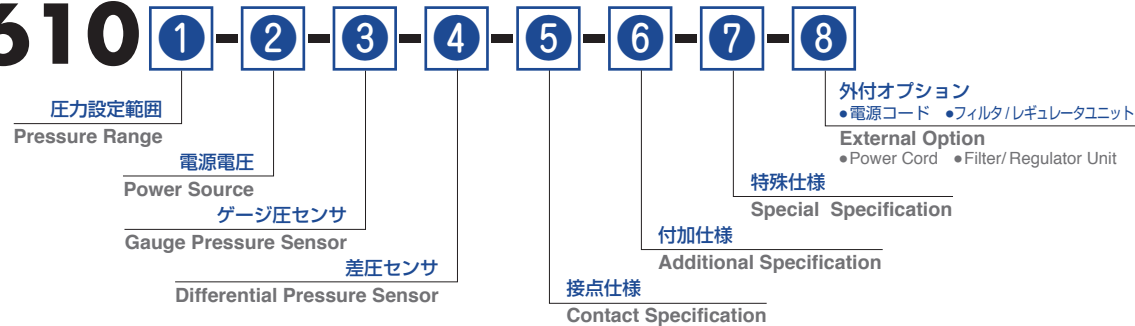 610 1-2-3-4-5-6-7-8
圧力設定範囲
Pressure Range
電源電圧
Power Source
ゲージ圧センサ
Gauge Pressure Sensor
差圧センサ
Differential Pressure Sensor
接点仕様
Contact Specification
付加仕様
Additional Specification
特殊仕様
Special Specification
外付オプション
●電源コード ●フィルタ/レギュレータユニット
External Option
●Power Cord ●Filter/Regulator Unit